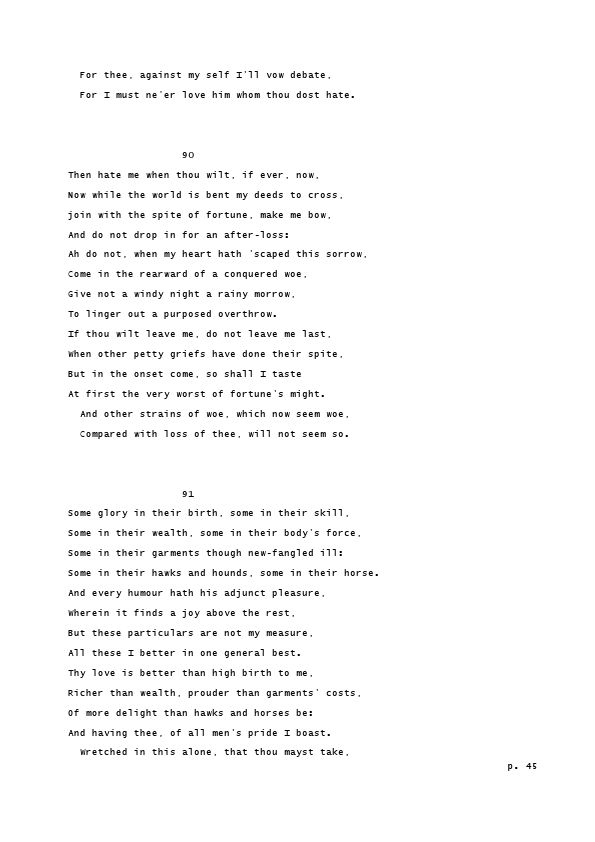 For thee, against my self I'll vow debate,
For I must ne'er love him whom thou dost hate.
90
Then hate me when thou wilt, if ever, now,
Now while the world is bent my deeds to cross,
join with the spite of fortune, make me bow,
And do not drop in for an after-loss:
Ah do not, when my heart hath 'scaped this sorrow,
Come in the rearward of a conquered woe,
Give not a windy night a rainy morrow,
To linger out a purposed overthrow.
If thou wilt leave me, do not leave me last,
When other petty griefs have done their spite,
But in the onset come, so shall I taste
At first the very worst of fortune's might.
And other strains of woe, which now seem woe,
Compared with loss of thee, will not seem so.
91
Some glory in their birth, some in their skill,
Some in their wealth, some in their body's force,
Some in their garments though new-fangled ill:
Some in their hawks and hounds, some in their horse.
And every humour hath his adjunct pleasure,
Wherein it finds a joy above the rest,
But these particulars are not my measure,
All these I better in one general best.
Thy love is better than high birth to me,
Richer than wealth, prouder than garments' costs,
Of more delight than hawks and horses be:
And having thee, of all men's pride I boast.
Wretched in this alone, that thou mayst take,
p. 45